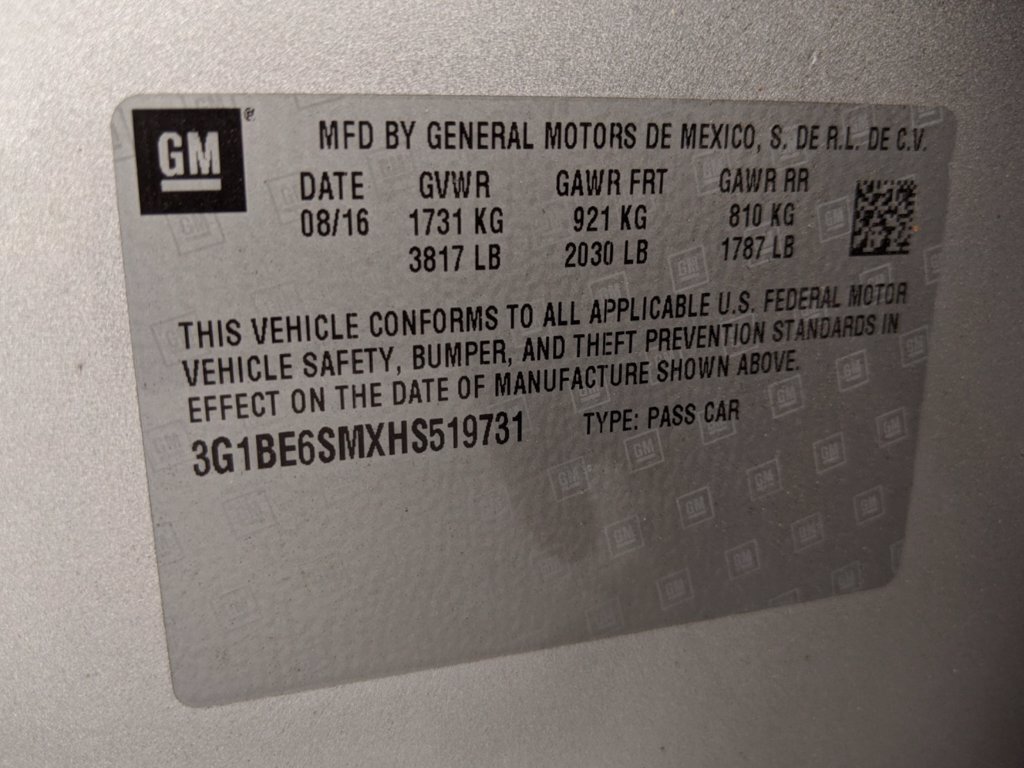 GM
MFD BY GENERAL MOTORS DE MEXICO, S. DE R.L. DE C.V.
DATE GVWR GAWR FRT GAWR RR
08/16 1731 KG 921 KG 810 KG
3817 LB 2030 LB 1787 LB
THIS VEHICLE CONFORMS TO ALL APPLICABLE U.S. FEDERAL MOTOR
VEHICLE SAFETY, BUMPER, AND THEFT PREVENTION STANDARDS IN
EFFECT ON THE DATE OF MANUFACTURE SHOWN ABOVE.
3G1BE6SMXHS519731 TYPE: PASS CAR